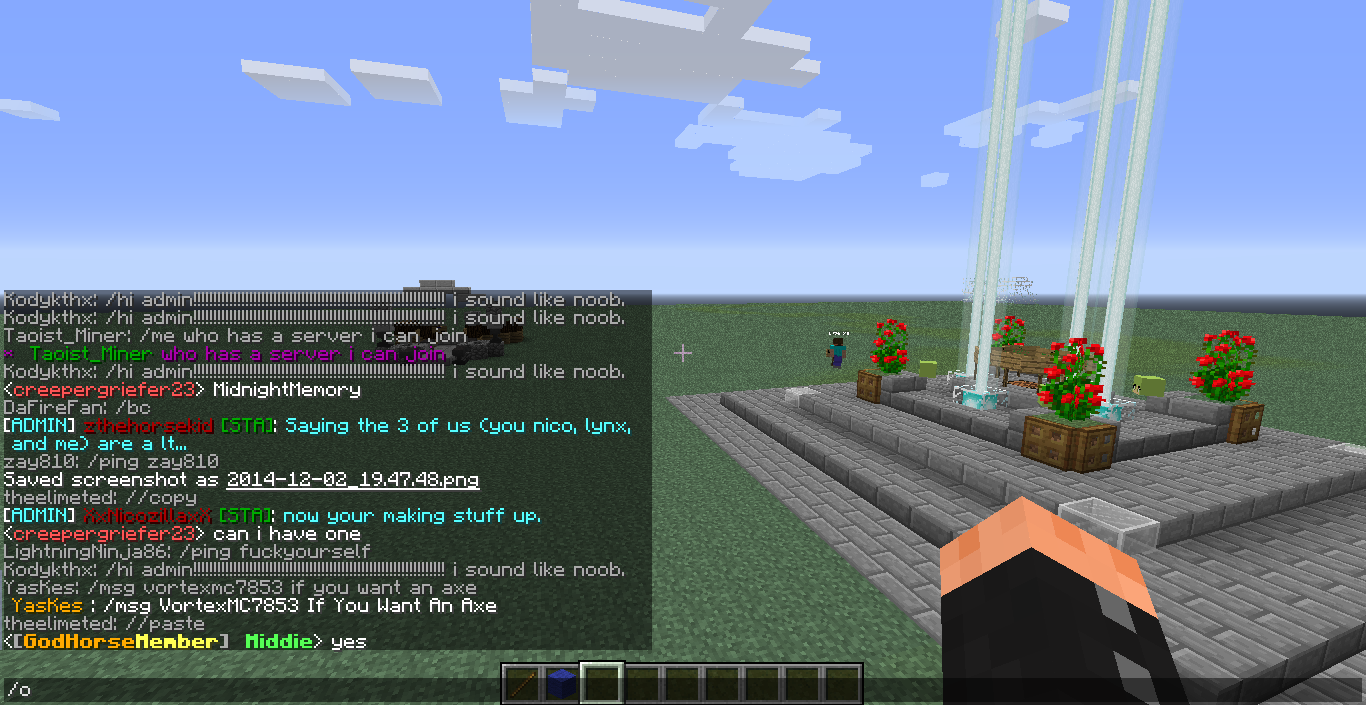 Kodykthx: /hi admin!!!!!!!!!!!!!!!!!!!!!!!!!!!!!!!!!!!!!!!!!!!!!!!!!! i sound like noob.
Kodykthx: /hi admin!!!!!!!!!!!!!!!!!!!!!!!!!!!!!!!!!!!!!!!!!!!!!!!!!! i sound like noob.
Taoist_Miner: /me who has a server i can join
* Taoist_Miner who has a server i can join
Kodykthx: /hi admin!!!!!!!!!!!!!!!!!!!!!!!!!!!!!!!!!!!!!!!!!!!!!!!!!! i sound like noob.
<creepergriefer23> MidnightMemory
DaFireFan: /bc
[ADMIN] zthehorsekid [STA]: Saying the 3 of us (you nico, lynx,
and me) are a lt...
zay810: /ping zay810
Saved screenshot as 2014-12-02_19.47.48.png
theelimeted: //copy
[ADMIN] XxNicozillaxX [STA]: now your making stuff up.
<creepergriefer23> can i have one
LightningNinja86: /ping fuckyourself
Kodykthx: /hi admin!!!!!!!!!!!!!!!!!!!!!!!!!!!!!!!!!!!!!!!!!!!!!!!!!! i sound like noob.
YasKes: /msg vortexmc7853 if you want an axe
YasKes : /msg VortexMC7853 If You Want An Axe
theelimeted: //paste
<[GodHorseMember] Middie> yes
/o